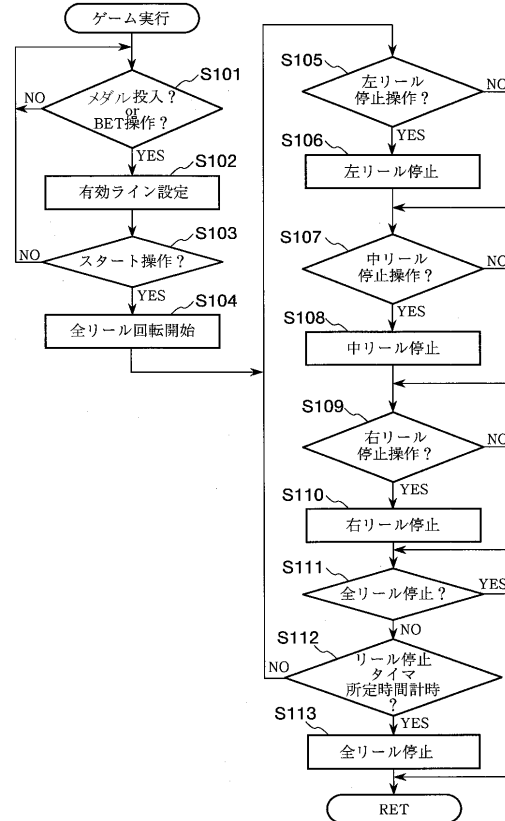 ゲーム実行
S101
メダル投入？
or
BET操作？
NO
YES
S102
有効ライン設定
S103
スタート操作？
NO
YES
S104
全リール回転開始
S105
左リール
停止操作？
NO
YES
S106
左リール停止
S107
中リール
停止操作？
NO
YES
S108
中リール停止
S109
右リール
停止操作？
NO
YES
S110
右リール停止
S111
全リール停止？
YES
NO
S112
リール停止
タイマ
所定時間計時
？
NO
YES
S113
全リール停止
RET